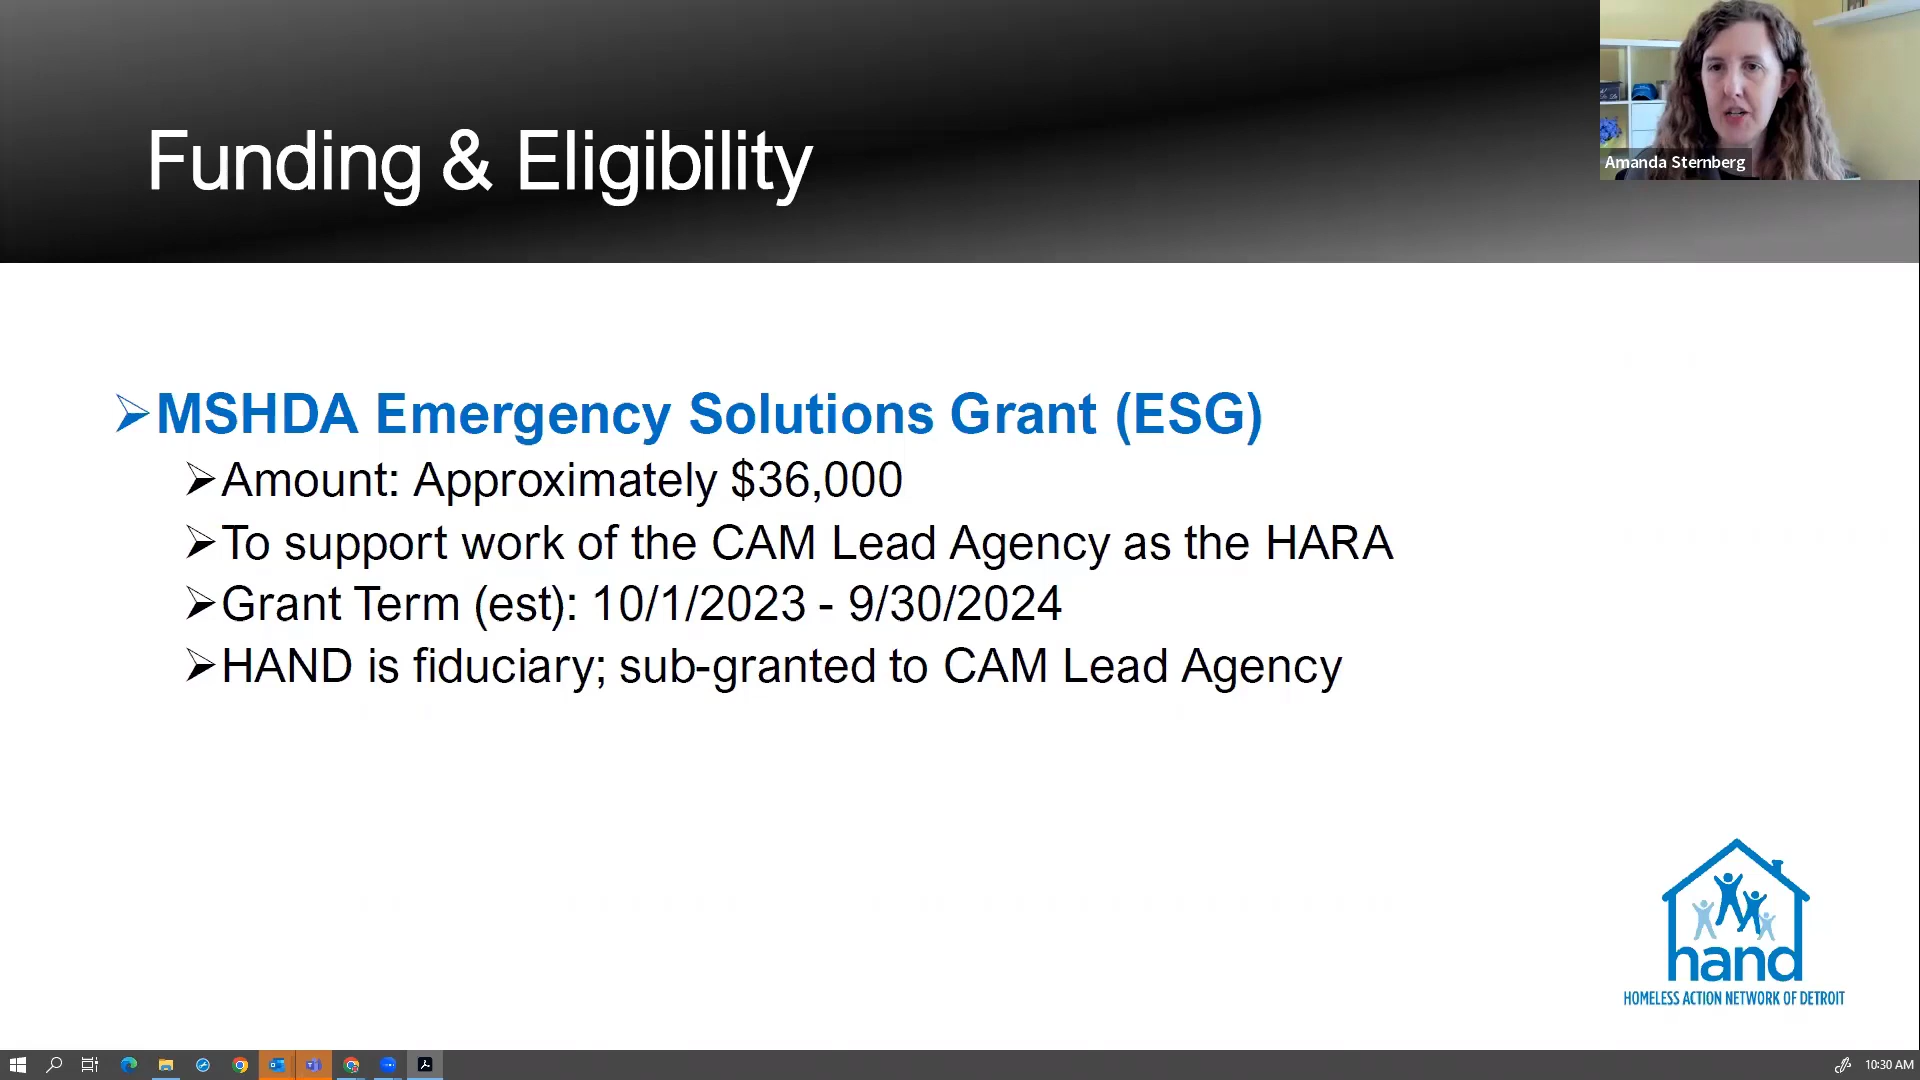 Funding & Eligibility
Amanda Sternberg
MSHDA Emergency Solutions Grant (ESG)
Amount: Approximately $36,000
To support work of the CAM Lead Agency as the HARA
Grant Term (est): 10/1/2023 - 9/30/2024
HAND is fiduciary; sub-granted to CAM Lead Agency
hand
HOMELESS ACTION NETWORK OF DETROIT
10:30 AM